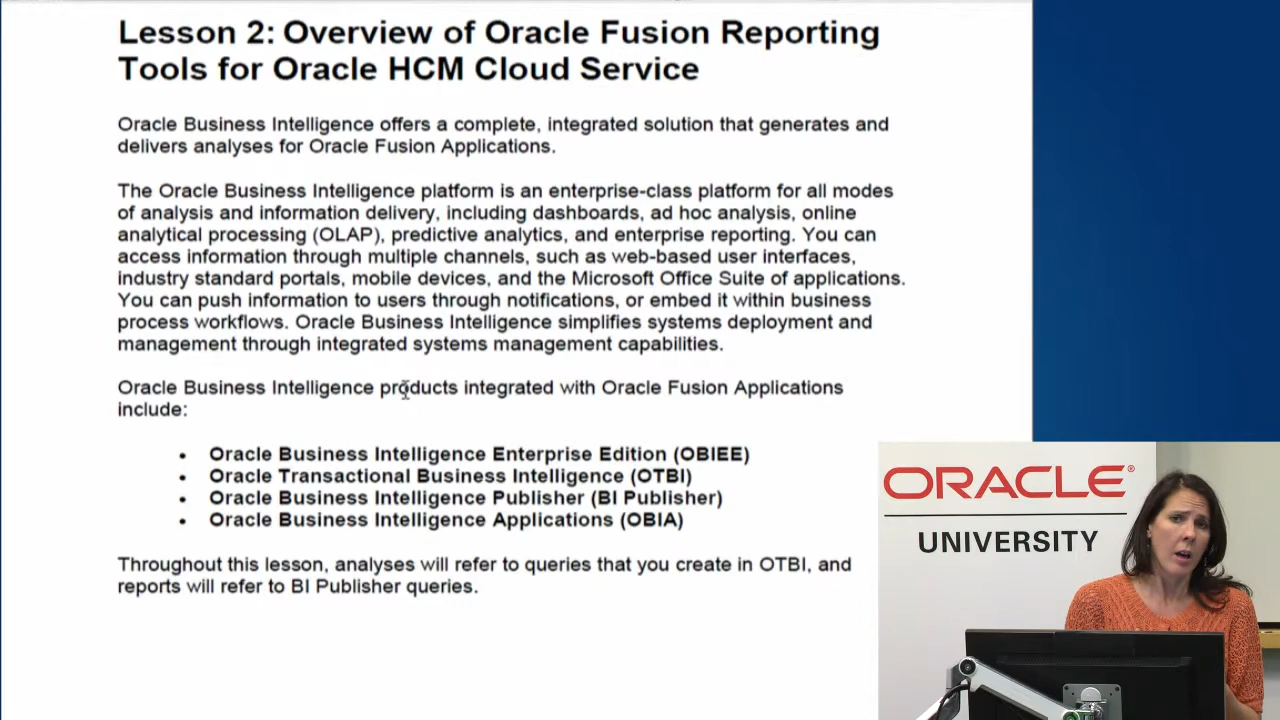 Lesson 2: Overview of Oracle Fusion Reporting
Tools for Oracle HCM Cloud Service
Oracle Business Intelligence offers a complete, integrated solution that generates and
delivers analyses for Oracle Fusion Applications.
The Oracle Business Intelligence platform is an enterprise-class platform for all modes
of analysis and information delivery, including dashboards, ad hoc analysis, online
analytical processing (OLAP), predictive analytics, and enterprise reporting. You can
access information through multiple channels, such as web-based user interfaces,
industry standard portals, mobile devices, and the Microsoft Office Suite of applications.
You can push information to users through notifications, or embed it within business
process workflows. Oracle Business Intelligence simplifies systems deployment and
management through integrated systems management capabilities.
Oracle Business Intelligence products integrated with Oracle Fusion Applications
include:
• Oracle Business Intelligence Enterprise Edition (OBIEE)
• Oracle Transactional Business Intelligence (OTBI)
• Oracle Business Intelligence Publisher (BI Publisher)
• Oracle Business Intelligence Applications (OBIA)
Throughout this lesson, analyses will refer to queries that you create in OTBI, and
reports will refer to BI Publisher queries.
ORACLE®
UNIVERSITY